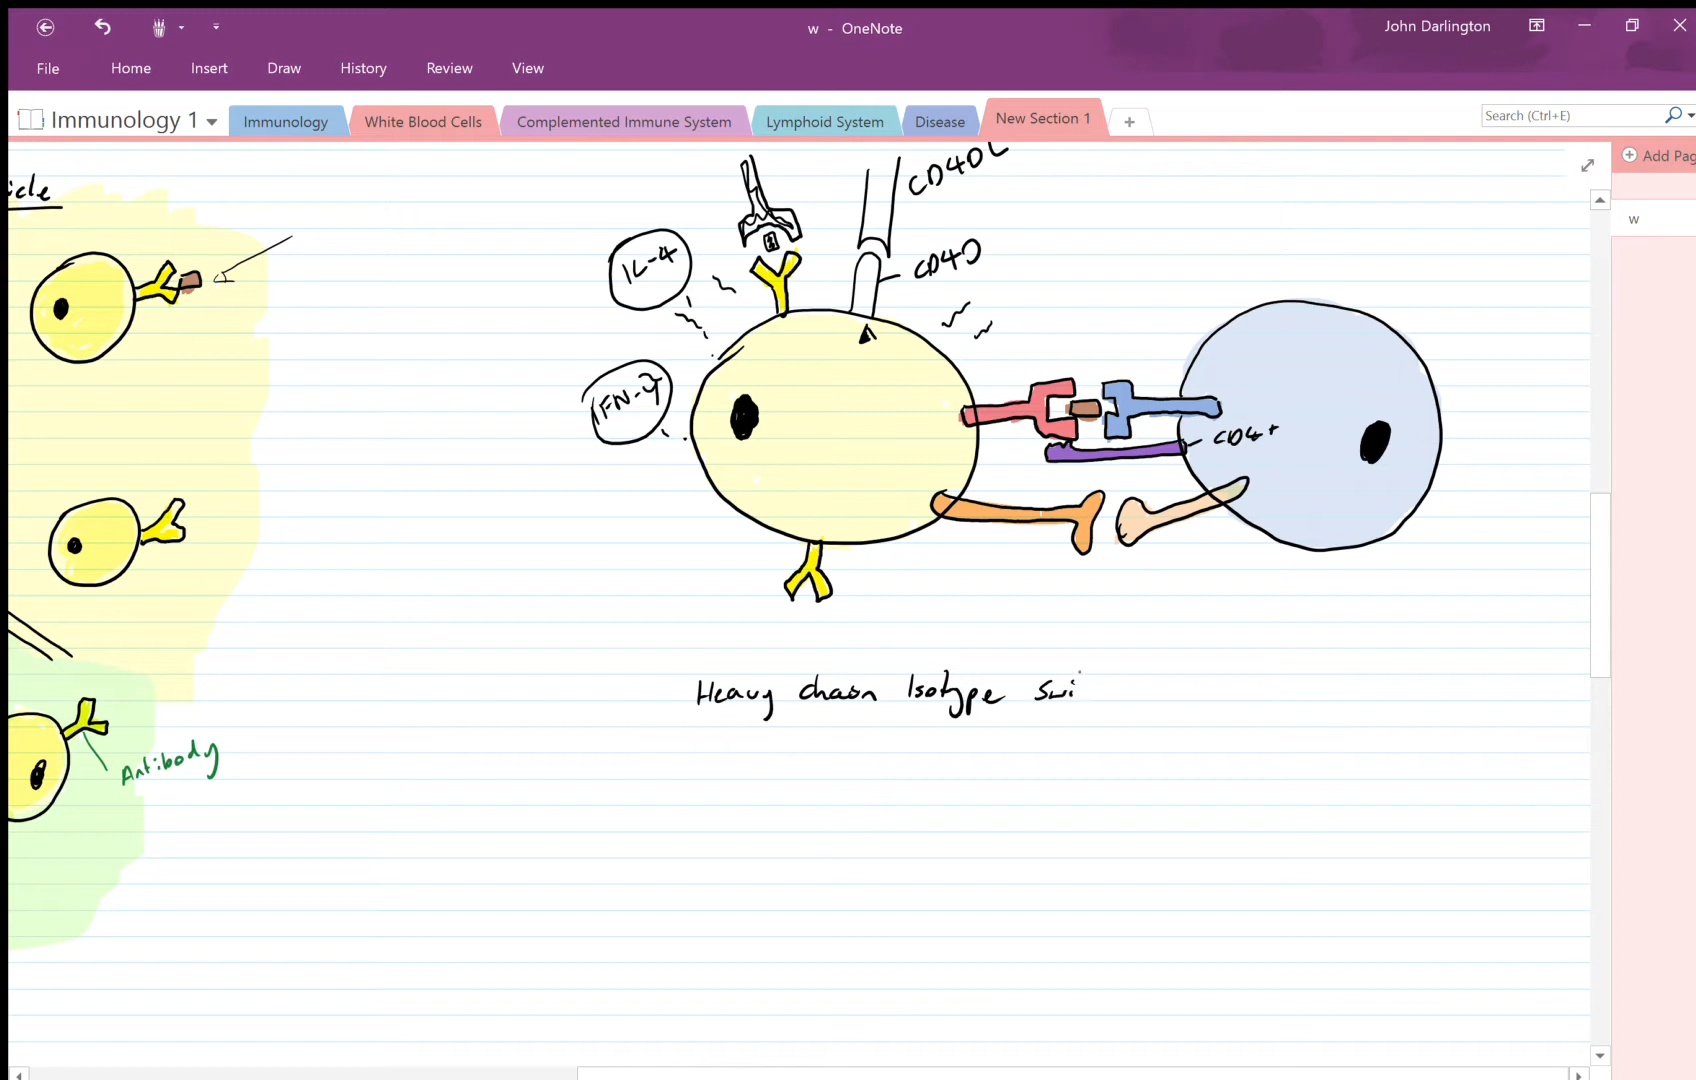 w - OneNote
John Darlington
File Home Insert Draw History Review View
Immunology 1
Immunology
White Blood Cells
Complemented Immune System
Lymphoid System
Disease
New Section 1
Search (Ctrl+E)
Add Pag
w
icle
CD40L
IL-4
CD40
IFN-γ
CD4+
Heavy chain Isotype Swi
Antibody